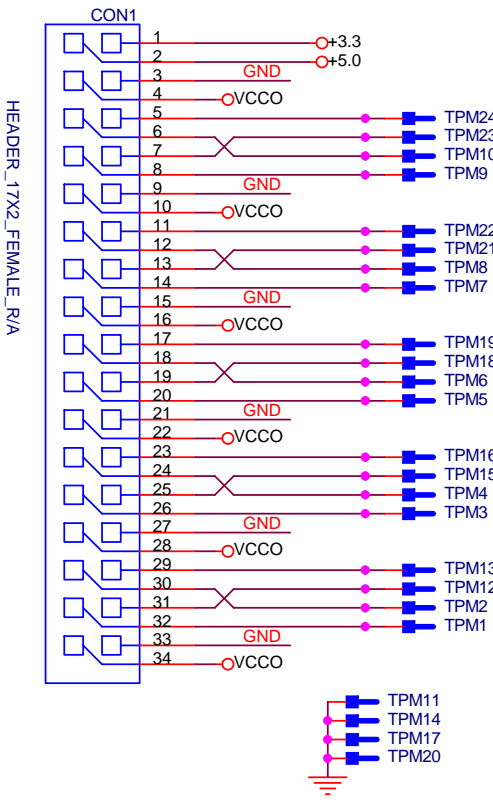 CON1
HEADER_17X2_FEMALE_R/A
1 +3.3
2 +5.0
3 GND
4 VCCO
5 TPM24
6 TPM23
7 TPM10
8 TPM9
9 GND
10 VCCO
11 TPM22
12 TPM21
13 TPM8
14 TPM7
15 GND
16 VCCO
17 TPM19
18 TPM18
19 TPM6
20 TPM5
21 GND
22 VCCO
23 TPM16
24 TPM15
25 TPM4
26 TPM3
27 GND
28 VCCO
29 TPM13
30 TPM12
31 TPM2
32 TPM1
33 GND
34 VCCO
TPM11
TPM14
TPM17
TPM20